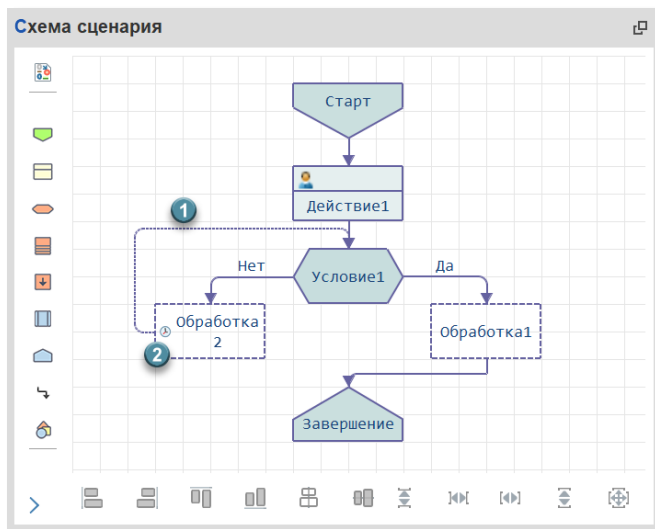 Схема сценария
Старт
Действие1
1
Нет
Условие1
Да
Обработка
2
Обработка1
2
Завершение